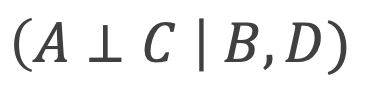 (A ⊥ C | B, D)